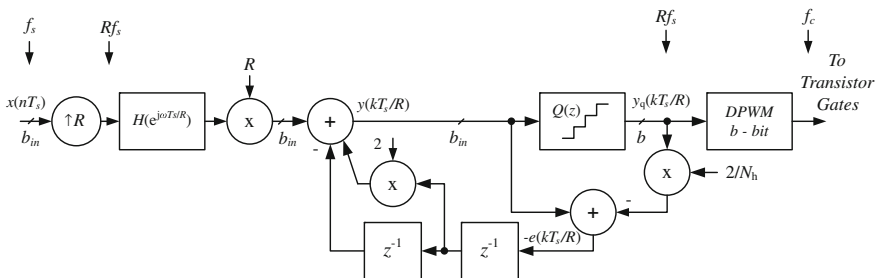 f_s
Rf_s
Rf_s
f_c
R
To
Transistor
Gates
x(nT_s)
b_in
↑R
H(e^{jωTs/R})
x
b_in
+
-
y(kT_s/R)
b_in
2
x
Q(z)
y_q(kT_s/R)
b
DPWM
b - bit
x
2/N_h
-
+
-e(kT_s/R)
z^{-1}
z^{-1}